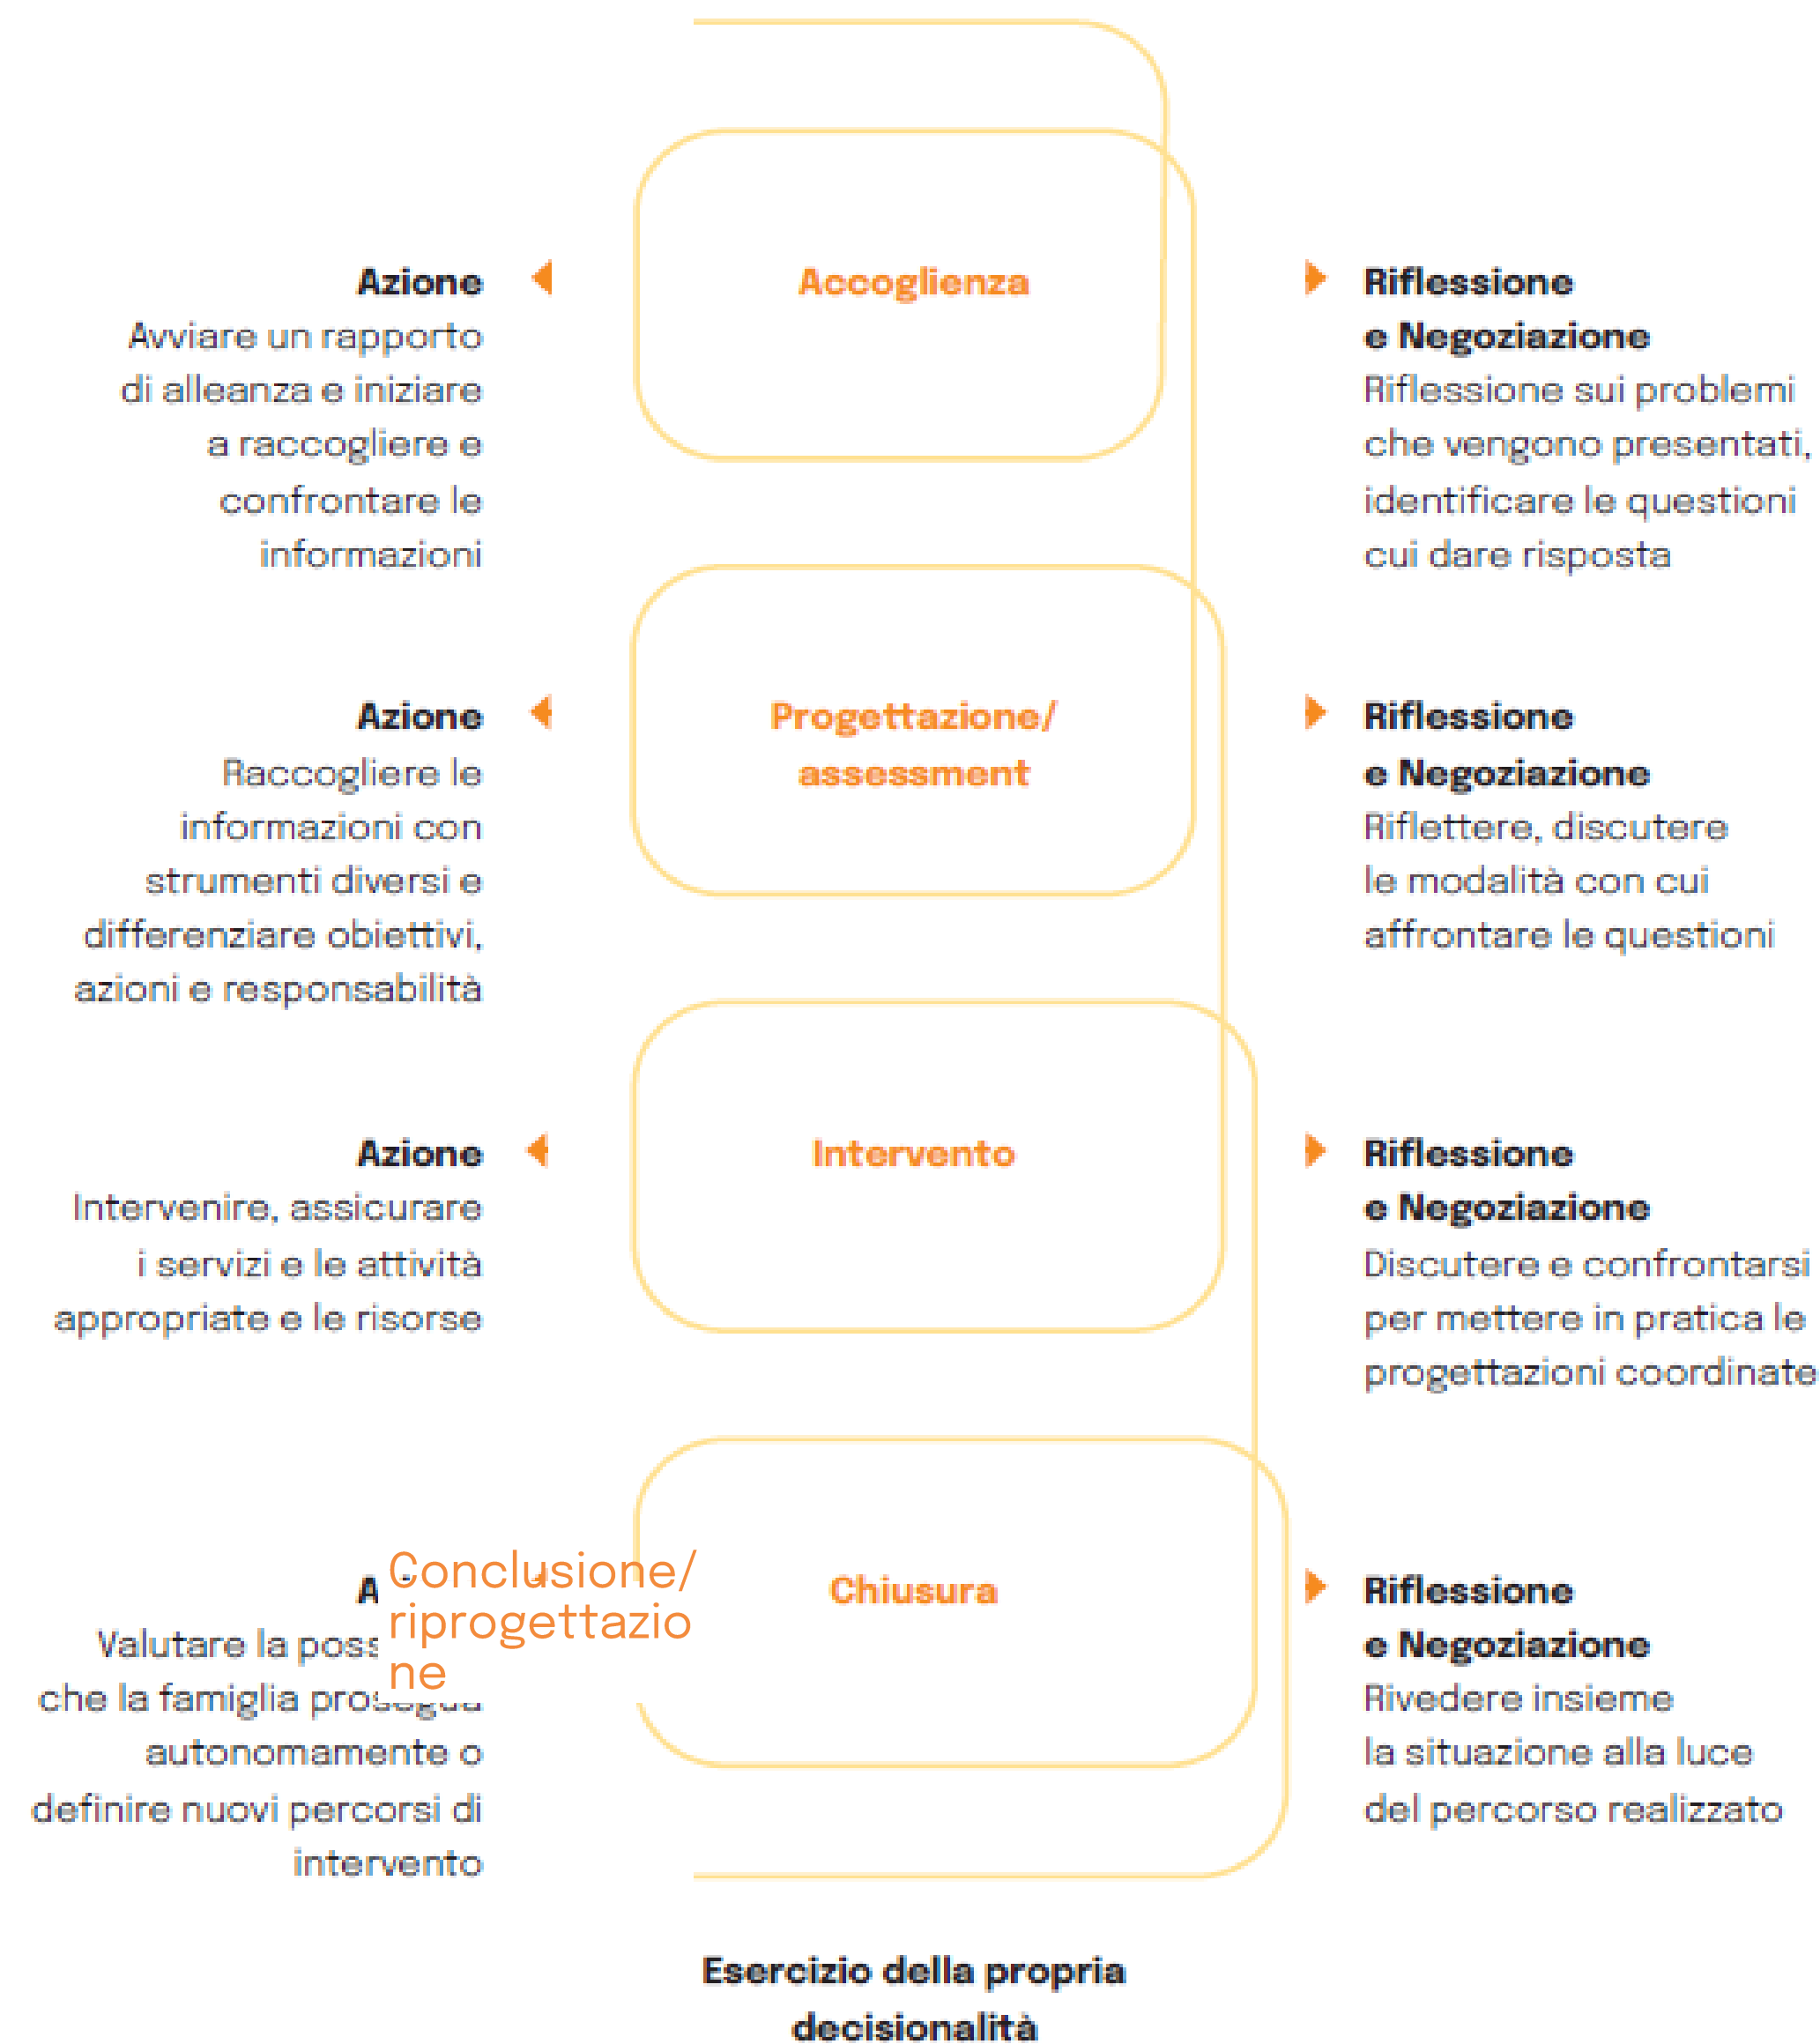 Accoglienza
Azione
Avviare un rapporto
di alleanza e iniziare
a raccogliere e
confrontare le
informazioni
Riflessione
e Negoziazione
Riflessione sui problemi
che vengono presentati,
identificare le questioni
cui dare risposta
Progettazione/
assessment
Azione
Raccogliere le
informazioni con
strumenti diversi e
differenziare obiettivi,
azioni e responsabilità
Riflessione
e Negoziazione
Riflettere, discutere
le modalità con cui
affrontare le questioni
Intervento
Azione
Intervenire, assicurare
i servizi e le attività
appropriate e le risorse
Riflessione
e Negoziazione
Discutere e confrontarsi
per mettere in pratica le
progettazioni coordinate
Chiusura
Conclusione/
riprogettazio
ne
Valutare la
che la famiglia prosegua
autonomamente o
definire nuovi percorsi di
intervento
Riflessione
e Negoziazione
Rivedere insieme
la situazione alla luce
del percorso realizzato
Esercizio della propria
decisionalità